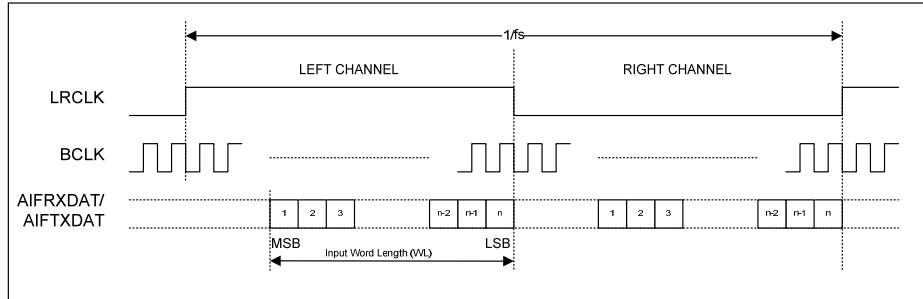 1/fs
LEFT CHANNEL RIGHT CHANNEL
LRCLK
BCLK
AIFRXDAT/
AIFTXDAT
1 2 3 n-2 n-1 n 1 2 3 n-2 n-1 n
MSB LSB
Input Word Length (WL)